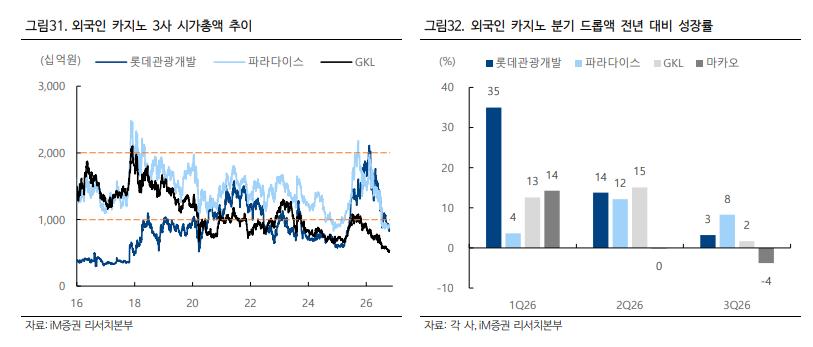 그림31. 외국인 카지노 3사 시가총액 추이
(십억원)
롯데관광개발 파라다이스 GKL
3,000
2,000
1,000
0
16 18 20 22 24 26
자료: iM증권 리서치본부
그림32. 외국인 카지노 분기 드롭액 전년 대비 성장률
(%)
롯데관광개발 파라다이스 GKL 마카오
40
30
20
10
0
-10
35 4 13 14
14 12 15 0
3 8 2 -4
1Q26 2Q26 3Q26
자료: 각 사, iM증권 리서치본부